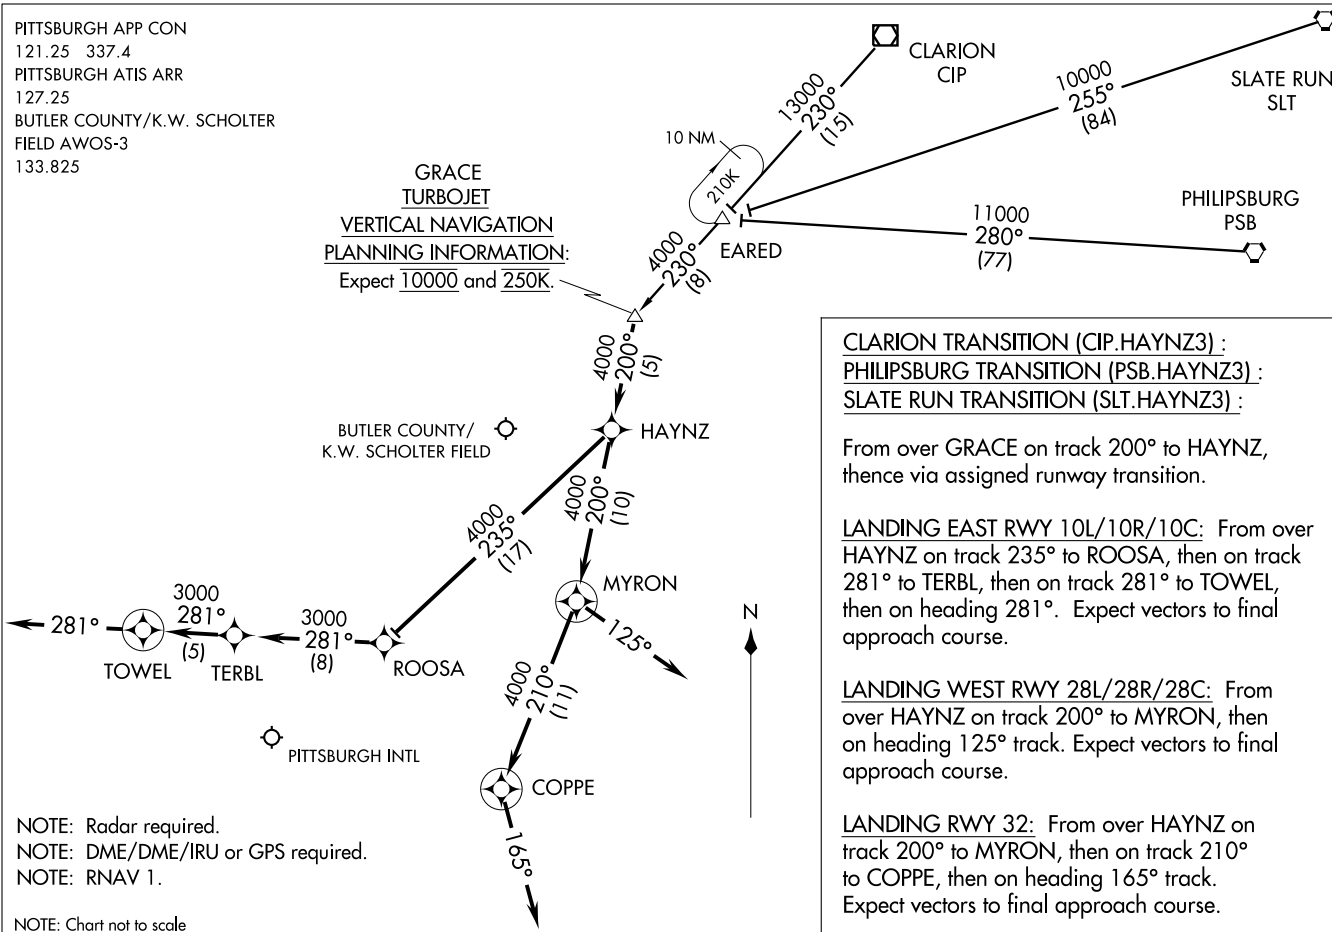 PITTSBURGH APP CON
121.25 337.4
PITTSBURGH ATIS ARR
127.25
BUTLER COUNTY/K.W. SCHOLTER
FIELD AWOS-3
133.825
CLARION
CIP
SLATE RUN
SLT
PHILIPSBURG
PSB
13000
230°
(15)
10000
255°
(84)
11000
280°
(77)
10 NM
210K
EARED
GRACE
TURBOJET
VERTICAL NAVIGATION
PLANNING INFORMATION:
Expect 10000 and 250K.
4000
230°
(8)
4000
200°
(5)
BUTLER COUNTY/
K.W. SCHOLTER FIELD
HAYNZ
4000
235°
(17)
4000
200°
(10)
MYRON
125°
4000
210°
(11)
COPPE
165°
ROOSA
3000
281°
(8)
TERBL
3000
281°
(5)
TOWEL
281°
PITTSBURGH INTL
N
NOTE: Radar required.
NOTE: DME/DME/IRU or GPS required.
NOTE: RNAV 1.
NOTE: Chart not to scale
CLARION TRANSITION (CIP.HAYNZ3) :
PHILIPSBURG TRANSITION (PSB.HAYNZ3) :
SLATE RUN TRANSITION (SLT.HAYNZ3) :
From over GRACE on track 200° to HAYNZ,
thence via assigned runway transition.
LANDING EAST RWY 10L/10R/10C: From over
HAYNZ on track 235° to ROOSA, then on track
281° to TERBL, then on track 281° to TOWEL,
then on heading 281°. Expect vectors to final
approach course.
LANDING WEST RWY 28L/28R/28C: From
over HAYNZ on track 200° to MYRON, then
on heading 125° track. Expect vectors to final
approach course.
LANDING RWY 32: From over HAYNZ on
track 200° to MYRON, then on track 210°
to COPPE, then on heading 165° track.
Expect vectors to final approach course.